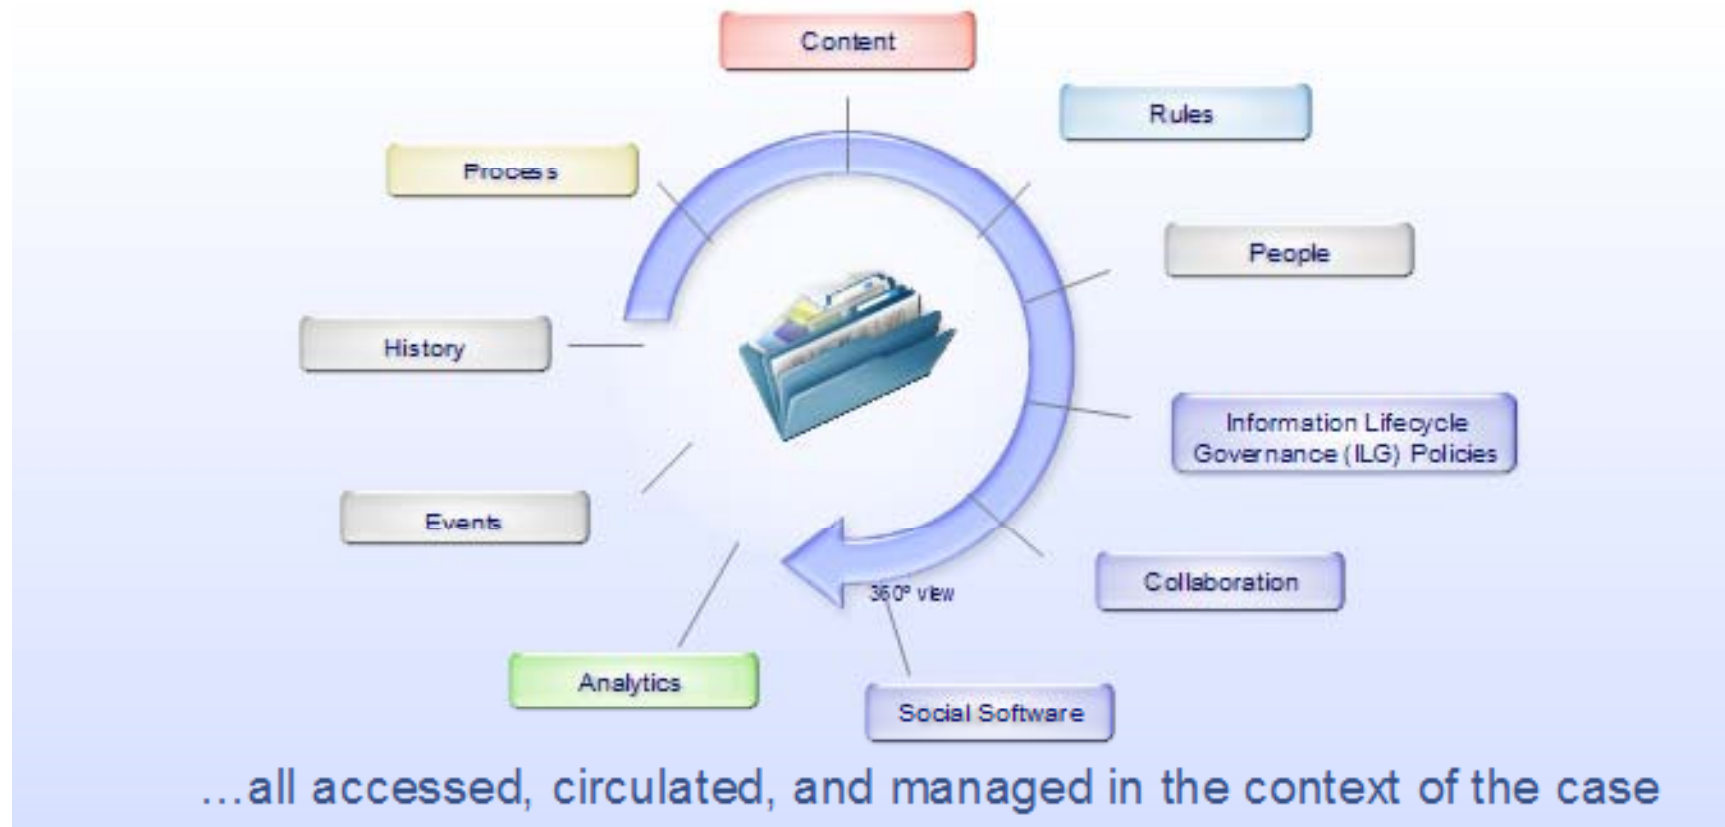 Content
Rules
Process
People
History
Information Lifecycle
Governance (ILG) Policies
Events
Collaboration
360° view
Analytics
Social Software
...all accessed, circulated, and managed in the context of the case